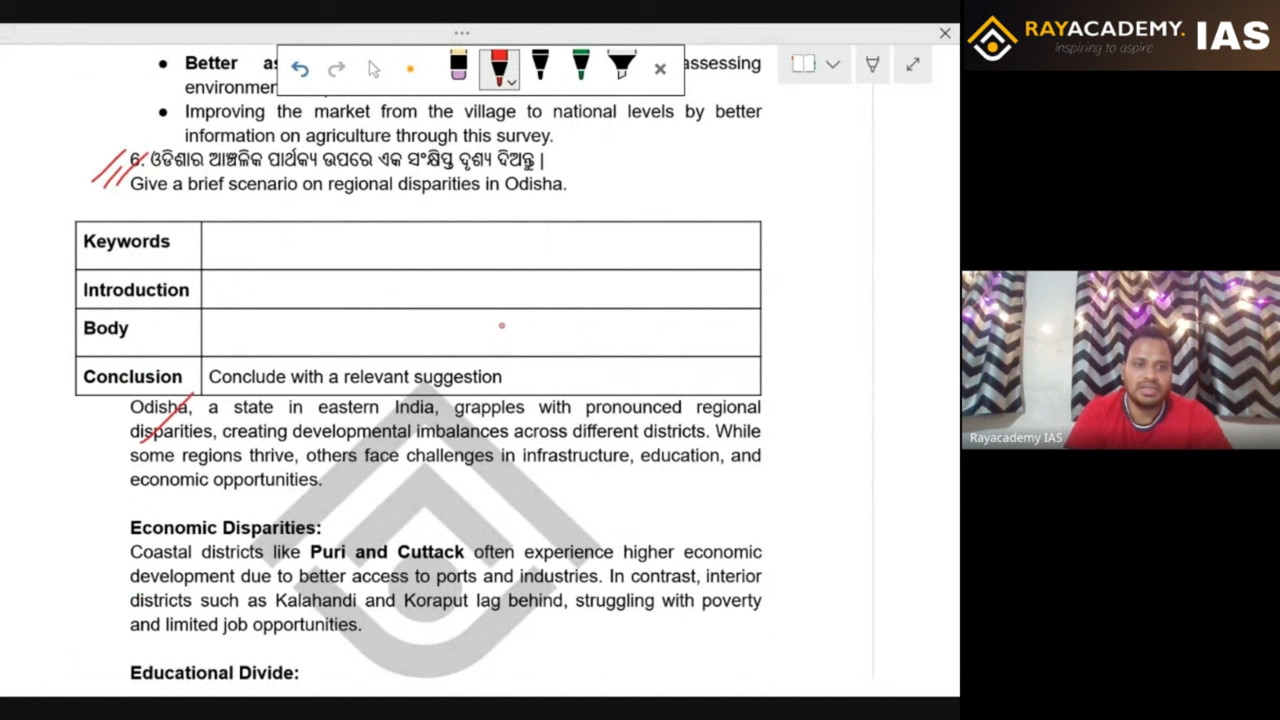 RAYACADEMY. IAS
inspiring to aspire
Better as assessing
environmen
Improving the market from the village to national levels by better
information on agriculture through this survey.
6. ଓଡିଶାର ଆଞ୍ଚଳିକ ପାର୍ଥକ୍ୟ ଉପରେ ଏକ ସଂକ୍ଷିପ୍ତ ଦୃଶ୍ୟ ଦିଅନ୍ତୁ |
Give a brief scenario on regional disparities in Odisha.
Keywords
Introduction
Body
Conclusion Conclude with a relevant suggestion
Odisha, a state in eastern India, grapples with pronounced regional
disparities, creating developmental imbalances across different districts. While
some regions thrive, others face challenges in infrastructure, education, and
economic opportunities.
Economic Disparities:
Coastal districts like Puri and Cuttack often experience higher economic
development due to better access to ports and industries. In contrast, interior
districts such as Kalahandi and Koraput lag behind, struggling with poverty
and limited job opportunities.
Educational Divide:
Rayacademy IAS